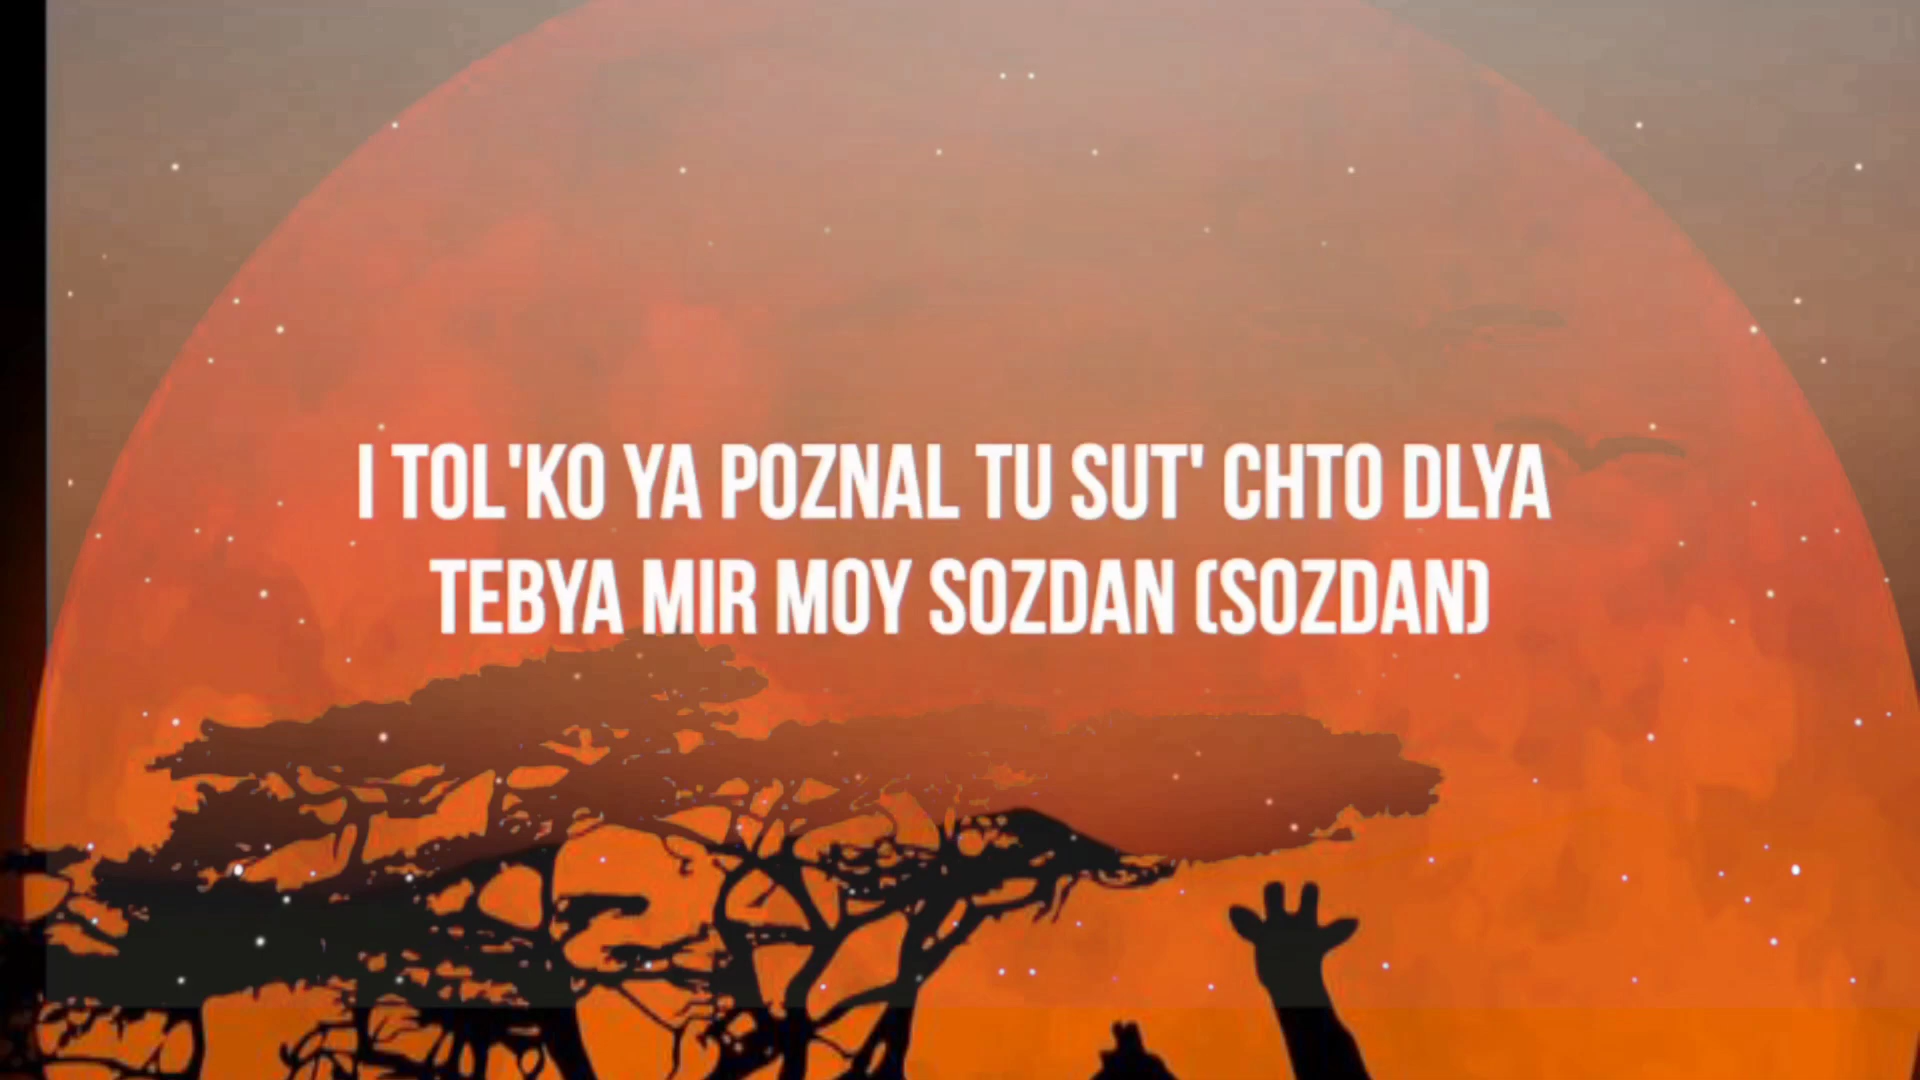 I TOL'KO YA POZNAL TU SUT' CHTO DLYA
TEBYA MIR MOY SOZDAN (SOZDAN)